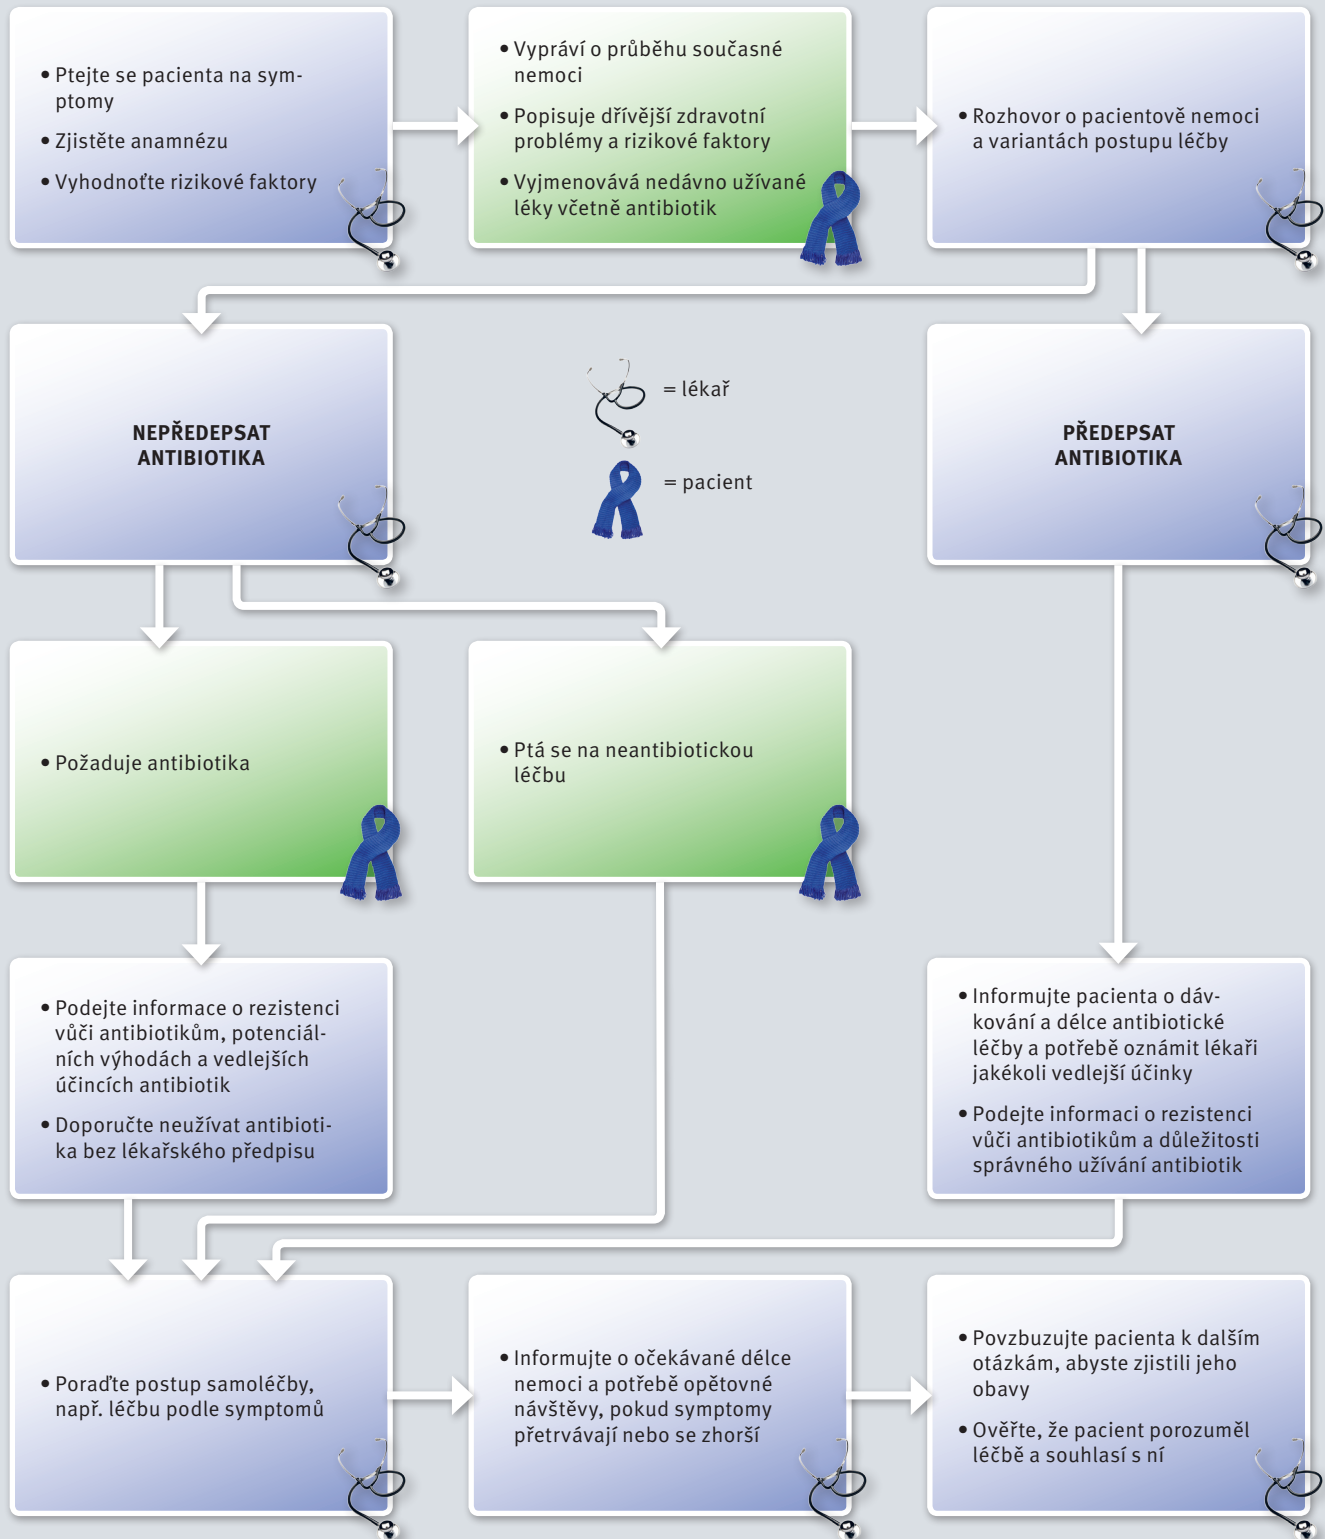 • Ptejte se pacienta na sym-
ptomy
• Zjistěte anamnézu
• Vyhodnoťte rizikové faktory
• Vypráví o průběhu současné
nemoci
• Popisuje dřívější zdravotní
problémy a rizikové faktory
• Vyjmenovává nedávno užívané
léky včetně antibiotik
• Rozhovor o pacientově nemoci
a variantách postupu léčby
NEPŘEDEPSAT
ANTIBIOTIKA
= lékař
= pacient
PŘEDEPSAT
ANTIBIOTIKA
• Požaduje antibiotika
• Ptá se na neantibiotickou
léčbu
• Podejte informace o rezistenci
vůči antibiotikům, potenciál-
ních výhodách a vedlejších
účincích antibiotik
• Doporučte neužívat antibioti-
ka bez lékařského předpisu
• Informujte pacienta o dáv-
kování a délce antibiotické
léčby a potřebě oznámit lékaři
jakékoli vedlejší účinky
• Podejte informaci o rezistenci
vůči antibiotikům a důležitosti
správného užívání antibiotik
• Poraďte postup samoléčby,
např. léčbu podle symptomů
• Informujte o očekávané délce
nemoci a potřebě opětovné
návštěvy, pokud symptomy
přetrvávají nebo se zhorší
• Povzbuzujte pacienta k dalším
otázkám, abyste zjistili jeho
obavy
• Ověřte, že pacient porozuměl
léčbě a souhlasí s ní